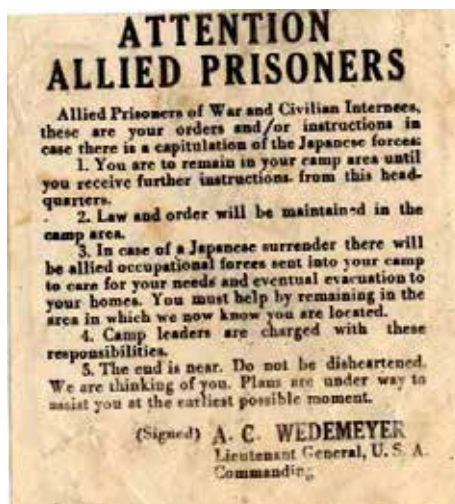 ATTENTION
ALLIED PRISONERS
Allied Prisoners of War and Civilian Internees,
these are your orders and/or instructions in
case there is a capitulation of the Japanese forces:
1. You are to remain in your camp area until
you receive further instructions from this head-
quarters.
2. Law and order will be maintained in the
camp area.
3. In case of a Japanese surrender there will
be allied occupational forces sent into your camp
to care for your needs and eventual evacuation to
your homes. You must help by remaining in the
area in which we now know you are located.
4. Camp leaders are charged with these
responsibilities.
5. The end is near. Do not be disheartened.
We are thinking of you. Plans are under way to
assist you at the earliest possible moment.
(Signed) A. C. WEDEMEYER
Lieutenant General, U. S. A.
Commanding